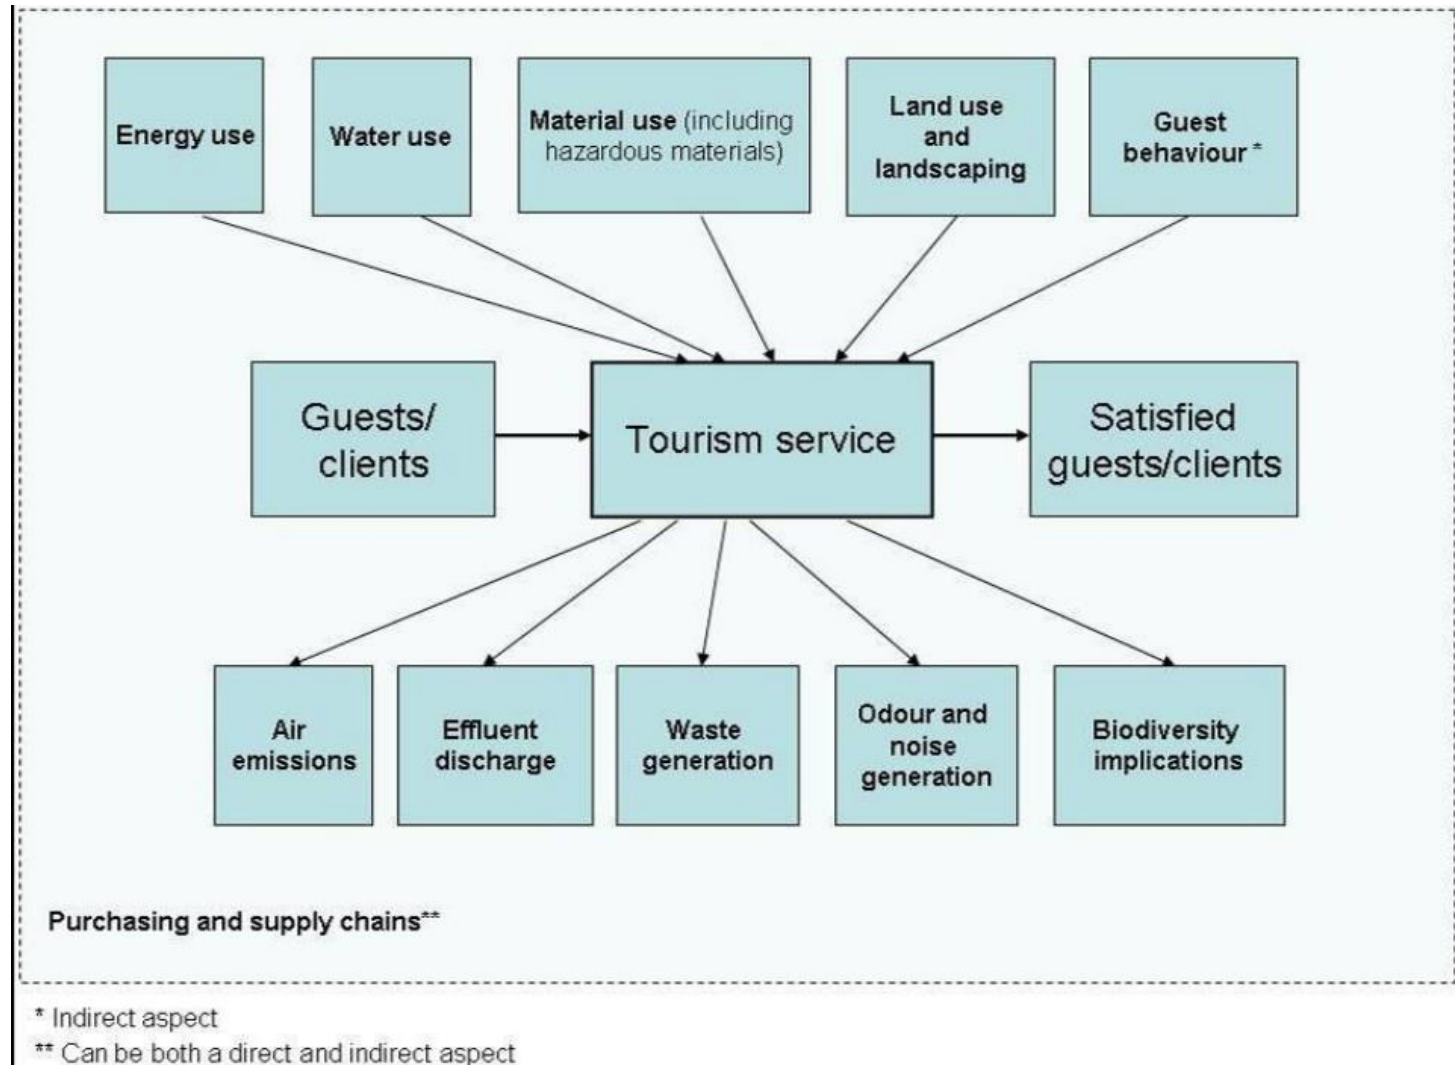 Energy use
Water use
Material use (including
hazardous materials)
Land use
and
landscaping
Guest
behaviour *
Guests/
clients
Tourism service
Satisfied
guests/clients
Air
emissions
Effluent
discharge
Waste
generation
Odour and
noise
generation
Biodiversity
implications
Purchasing and supply chains**
* Indirect aspect
** Can be both a direct and indirect aspect